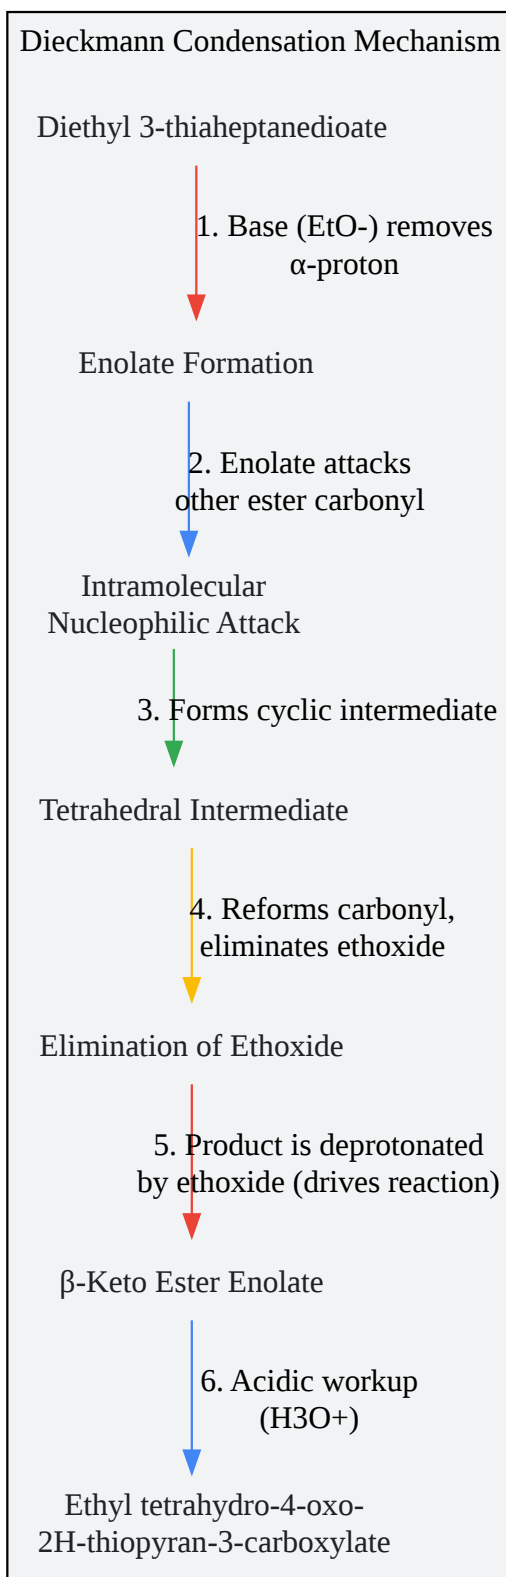 Dieckmann Condensation Mechanism
Diethyl 3-thiaheptanedioate
1. Base (EtO-) removes
α-proton
Enolate Formation
2. Enolate attacks
other ester carbonyl
Intramolecular
Nucleophilic Attack
3. Forms cyclic intermediate
Tetrahedral Intermediate
4. Reforms carbonyl,
eliminates ethoxide
Elimination of Ethoxide
5. Product is deprotonated
by ethoxide (drives reaction)
β-Keto Ester Enolate
6. Acidic workup
(H3O+)
Ethyl tetrahydro-4-oxo-
2H-thiopyran-3-carboxylate